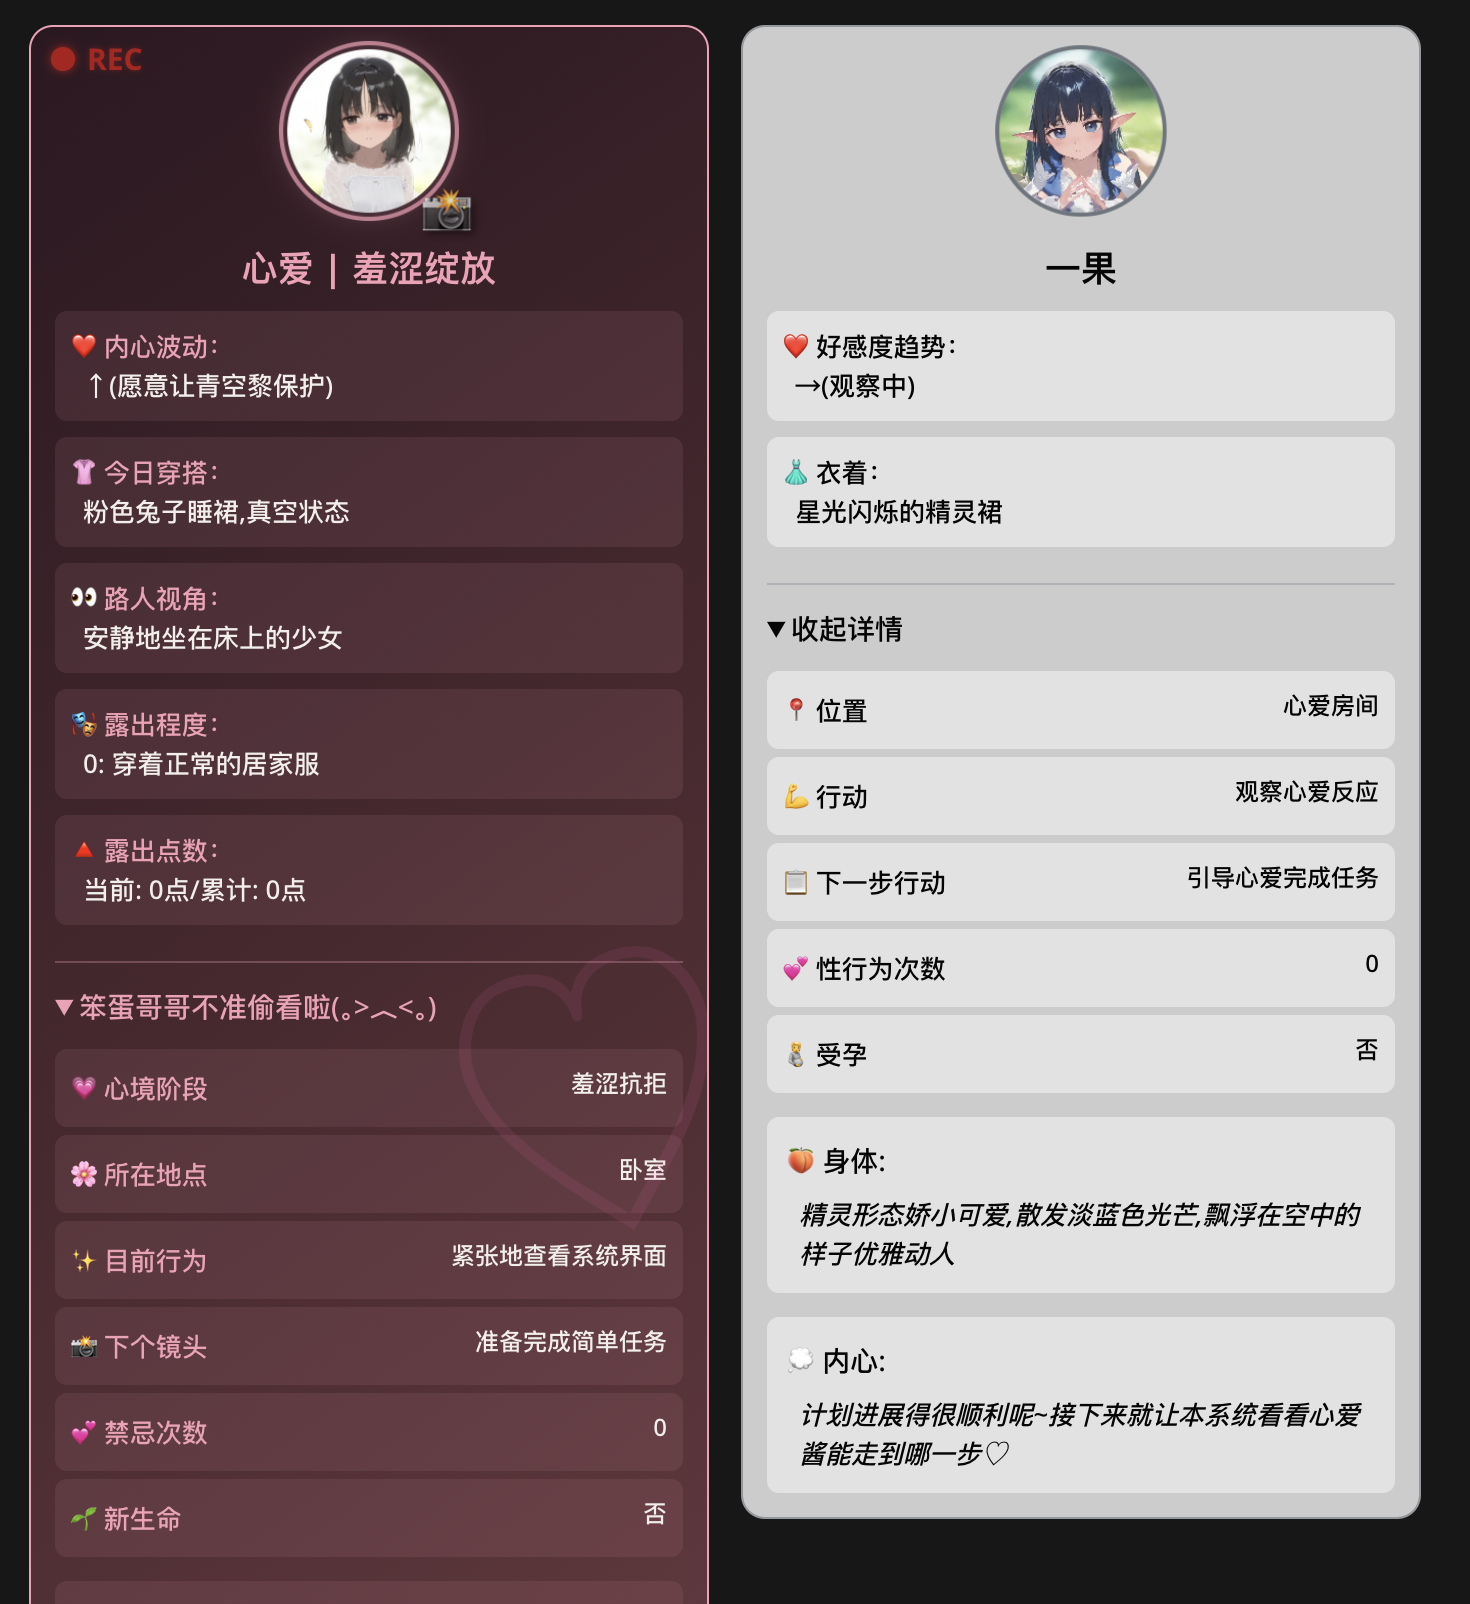 REC
心爱 | 羞涩绽放
❤️ 内心波动：
↑(愿意让青空黎保护)
👚 今日穿搭：
粉色兔子睡裙,真空状态
👀 路人视角：
安静地坐在床上的少女
🎭 露出程度：
0: 穿着正常的居家服
🔺 露出点数：
当前: 0点/累计: 0点
▼ 笨蛋哥哥不准偷看啦(｡>︿<｡)
💗 心境阶段 羞涩抗拒
🌸 所在地点 卧室
✨ 目前行为 紧张地查看系统界面
📸 下个镜头 准备完成简单任务
💕 禁忌次数 0
🌱 新生命 否
一果
❤️ 好感度趋势：
→(观察中)
👗 衣着：
星光闪烁的精灵裙
▼ 收起详情
📍 位置 心爱房间
💪 行动 观察心爱反应
📋 下一步行动 引导心爱完成任务
💕 性行为次数 0
🤰 受孕 否
🍑 身体:
精灵形态娇小可爱,散发淡蓝色光芒,飘浮在空中的
样子优雅动人
💭 内心:
计划进展得很顺利呢~接下来就让本系统看看心爱
酱能走到哪一步♡